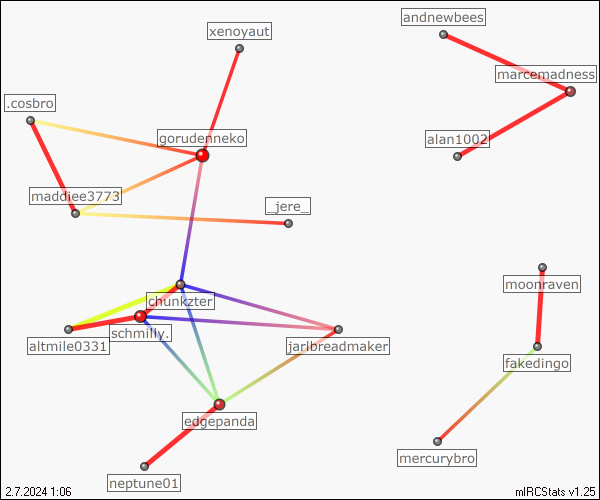 andnewbees
xenoyaut
marcemadness
.cosbro
gorudenneko
alan1002
maddiee3773
_jere_
moonraven
chunkzter
schmilly.
altmile0331
jarlbreadmaker
fakedingo
edgepanda
mercurybro
neptune01
2.7.2024 1:06
mIRCStats v1.25